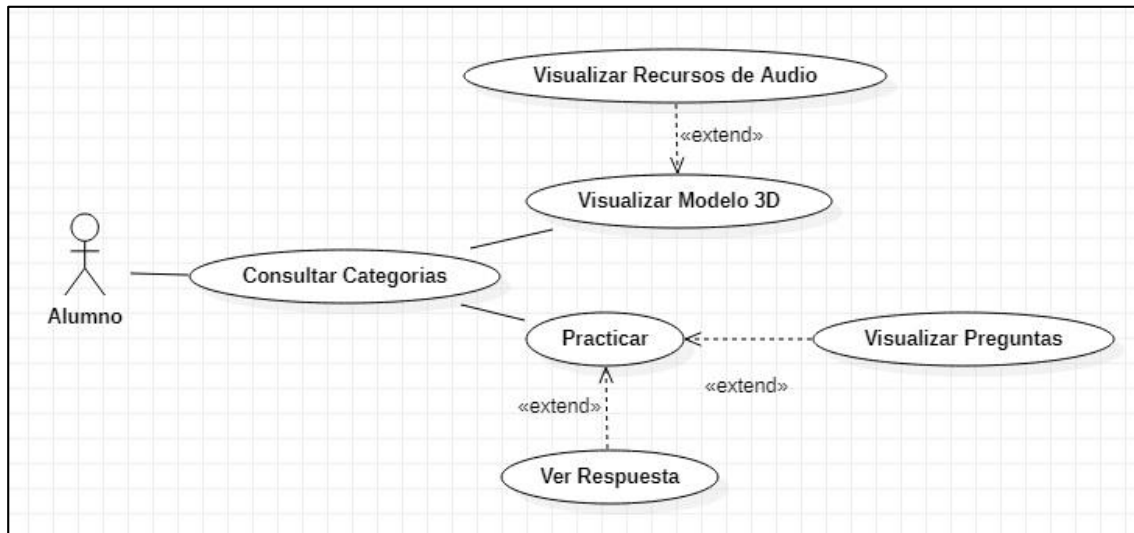 Visualizar Recursos de Audio
«extend»
Visualizar Modelo 3D
Consultar Categorias
Alumno
Practicar
Visualizar Preguntas
«extend»
«extend»
Ver Respuesta